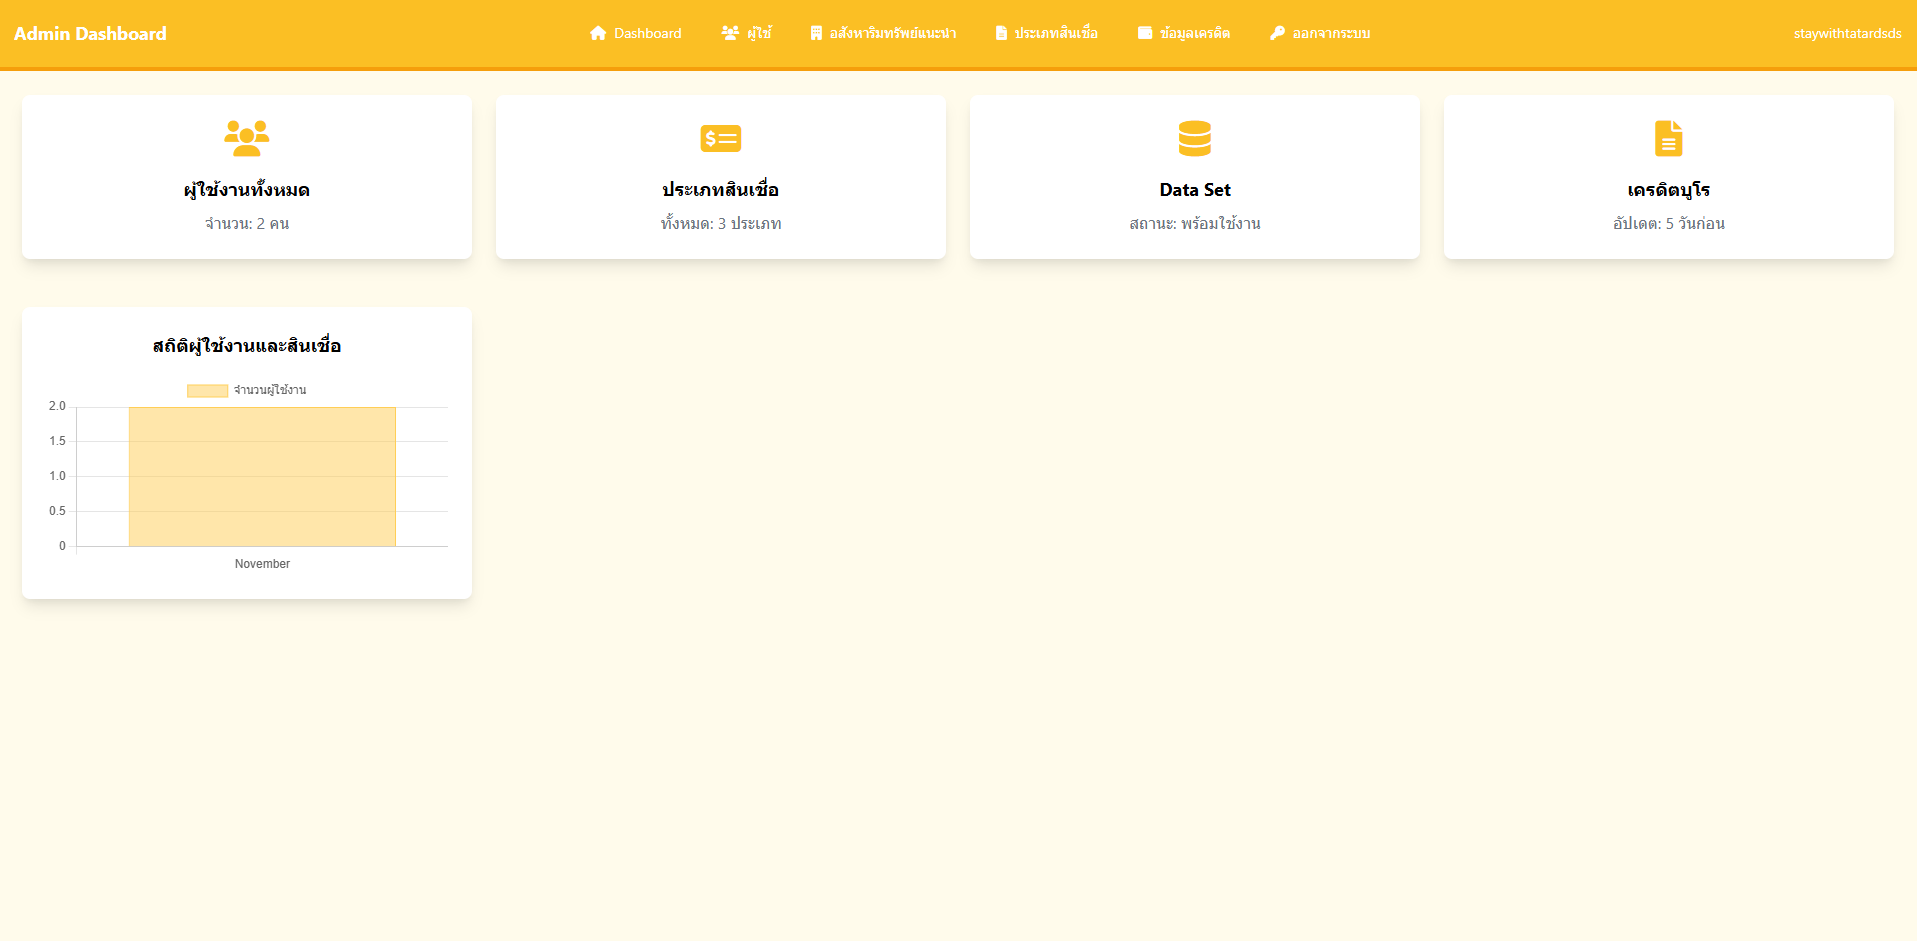 Admin Dashboard
Dashboard
ผู้ใช้
อสังหาริมทรัพย์แนะนำ
ประเภทสินเชื่อ
ข้อมูลเครดิต
ออกจากระบบ
staywithtatardsds
ผู้ใช้งานทั้งหมด
จำนวน: 2 คน
ประเภทสินเชื่อ
ทั้งหมด: 3 ประเภท
Data Set
สถานะ: พร้อมใช้งาน
เครดิตบูโร
อัปเดต: 5 วันก่อน
สถิติผู้ใช้งานและสินเชื่อ
จำนวนผู้ใช้งาน
2.0
1.5
1.0
0.5
0
November